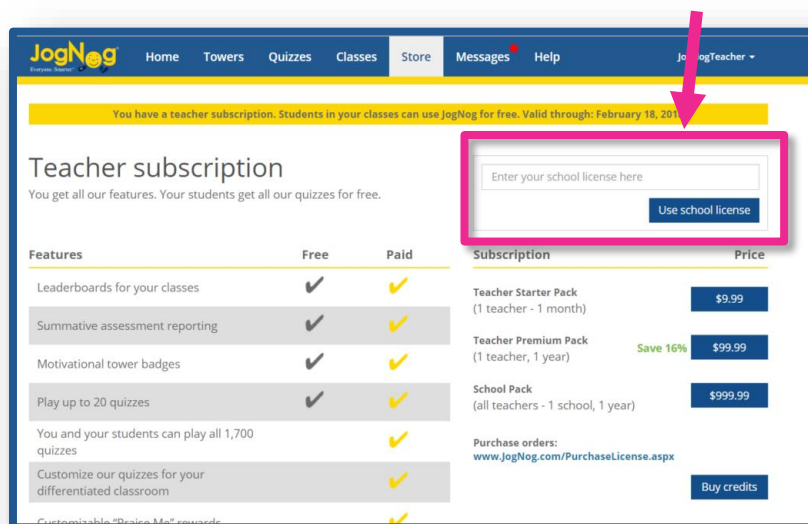 JogNog
Everyone. Smarter.
Home Towers Quizzes Classes Store Messages Help
You have a teacher subscription. Students in your classes can use JogNog for free. Valid through: February 18,
Teacher subscription
You get all our features. Your students get all our quizzes for free.
Enter your school license here
Use school license
Features Free Paid
Leaderboards for your classes
Summative assessment reporting
Motivational tower badges
Play up to 20 quizzes
You and your students can play all 1,700
quizzes
Customize our quizzes for your
differentiated classroom
Customizable "Praise Me" rewards
Subscription Price
Teacher Starter Pack
(1 teacher - 1 month)
$9.99
Teacher Premium Pack
(1 teacher, 1 year)
Save 16% $99.99
School Pack
(all teachers - 1 school, 1 year)
$999.99
Purchase orders:
www.JogNog.com/PurchaseLicense.aspx
Buy credits